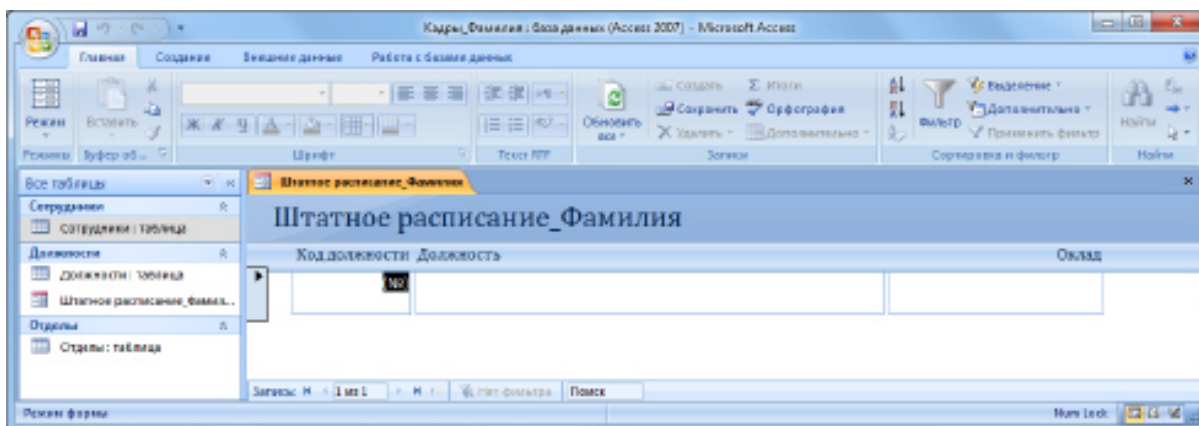 Кадры_Фамилия : база данных (Access 2007) - Microsoft Access
Главная Создание Внешние данные Работа с базами данных
Режим Вставить Ж К Ч Обновить все Создать Сохранить Удалить Итоги Орфография Дополнительно Фильтр Выделение Дополнительно Применить фильтр Найти
Режимы Буфер об... Шрифт Текст RTF Записи Сортировка и фильтр Найти
Все таблицы
Штатное расписание_Фамилия
Сотрудники
Сотрудники : таблица
Должности
Должности : таблица
Штатное расписание_Фамил...
Отделы
Отделы : таблица
Штатное расписание_Фамилия
Код должности Должность Оклад
(№)
Запись: 1 из 1 Нет фильтра Поиск
Режим формы Num Lock